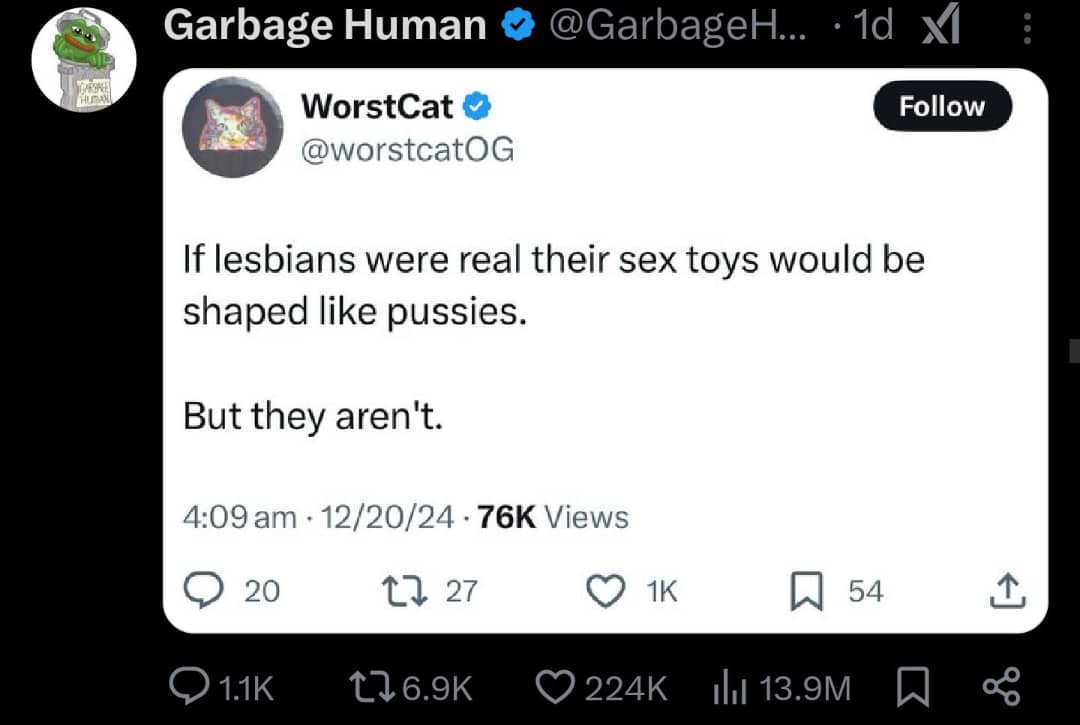 Garbage Human @GarbageH... · 1d
GARBAGE
HUMAN
WorstCat
Follow
@worstcatOG
If lesbians were real their sex toys would be
shaped like pussies.
But they aren't.
4:09 am · 12/20/24 · 76K Views
20 27 1K 54
1.1K 6.9K 224K 13.9M